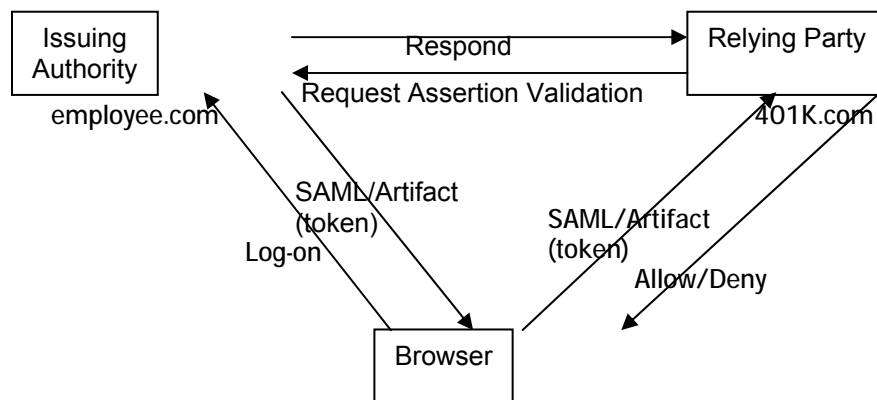 Issuing
Authority
Respond
Relying Party
Request Assertion Validation
employee.com
401K.com
SAML/Artifact
(token)
SAML/Artifact
(token)
Log-on
Allow/Deny
Browser